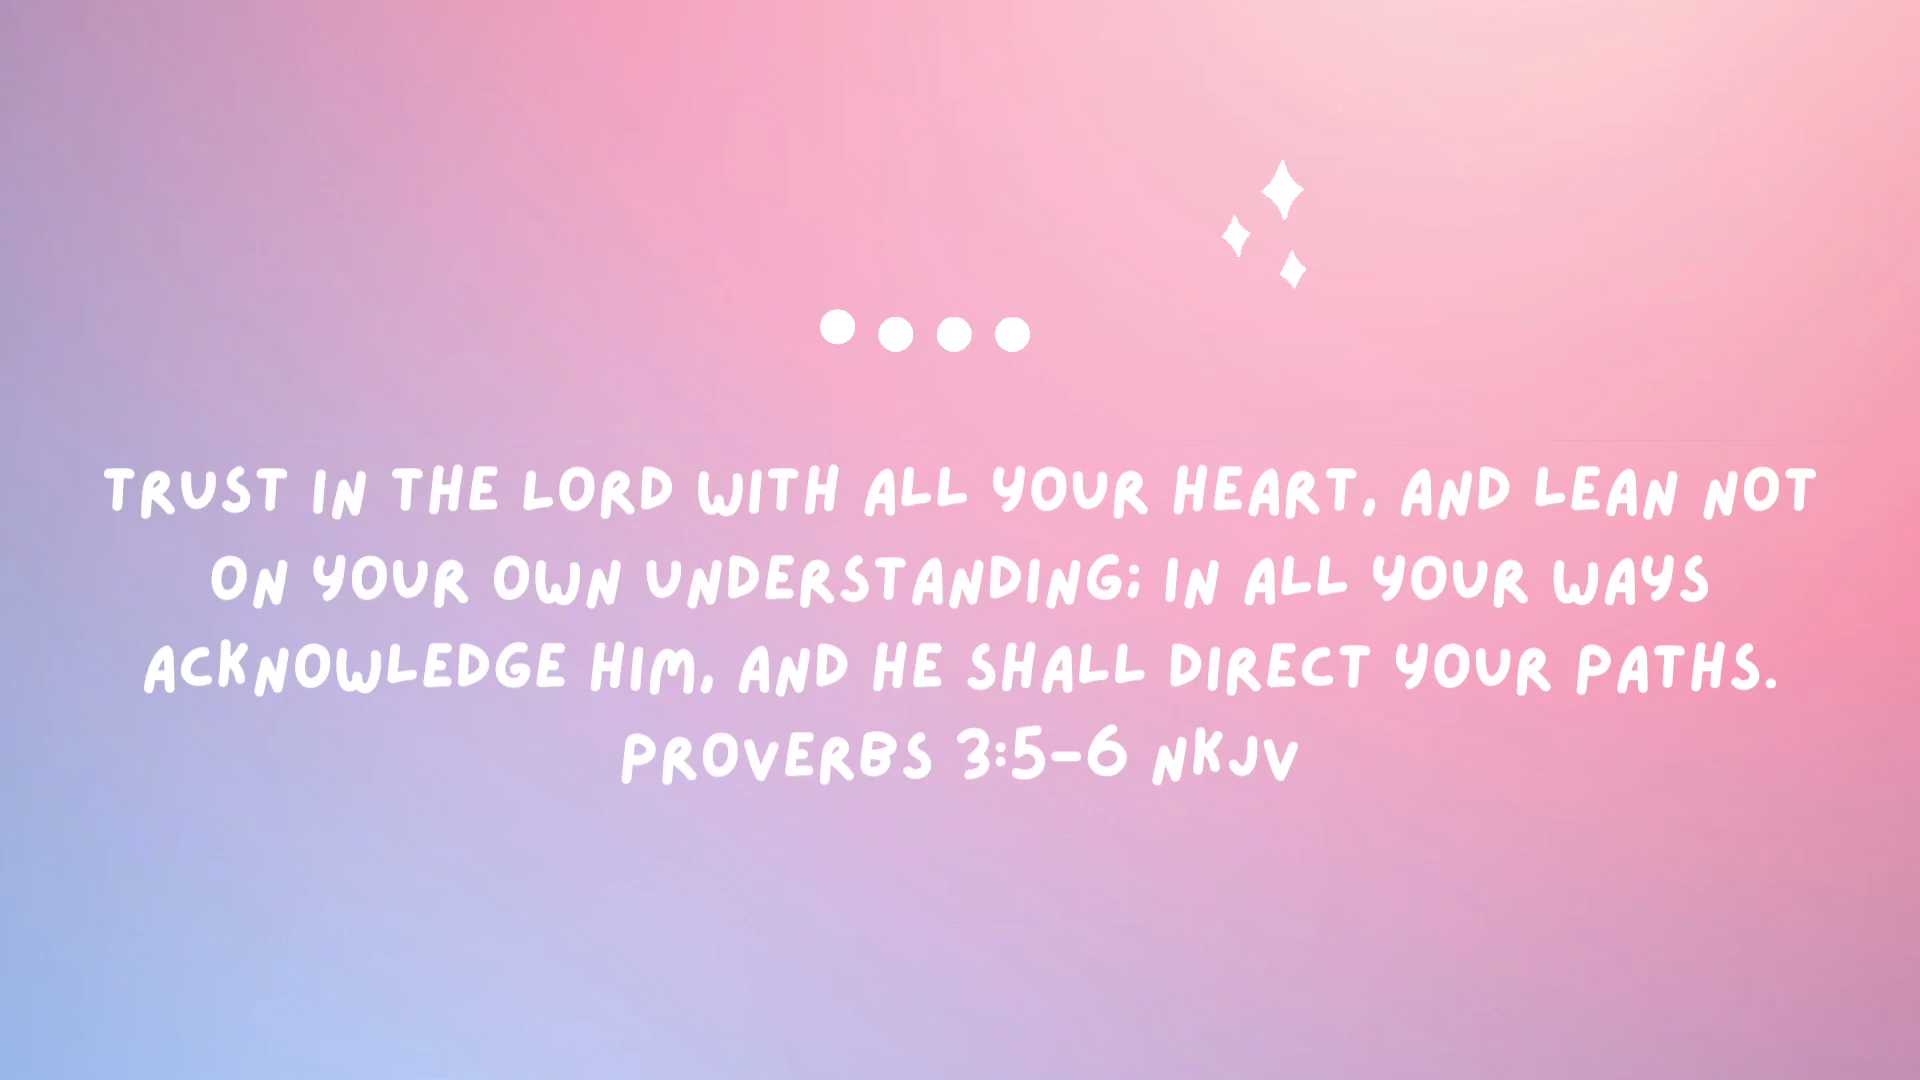 TRUST IN THE LORD WITH ALL YOUR HEART, AND LEAN NOT
ON YOUR OWN UNDERSTANDING; IN ALL YOUR WAYS
ACKNOWLEDGE HIM, AND HE SHALL DIRECT YOUR PATHS.
PROVERBS 3:5-6 NKJV